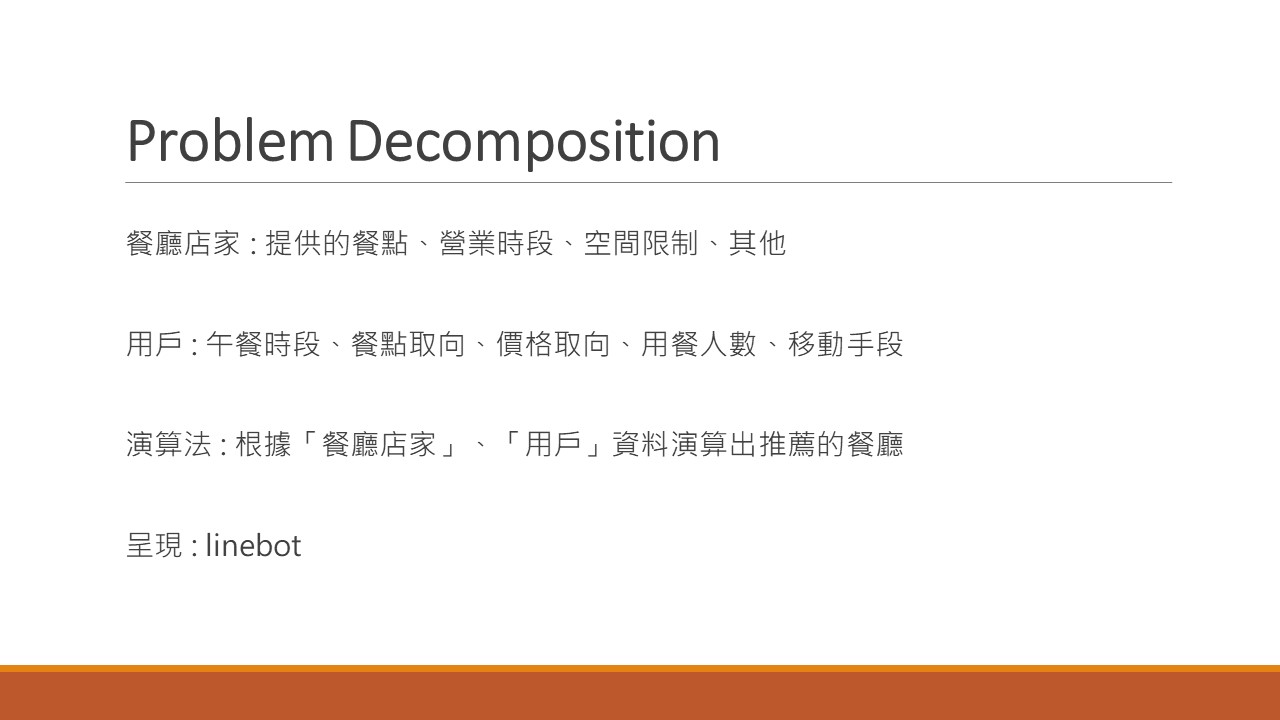 Problem Decomposition
餐廳店家 : 提供的餐點、營業時段、空間限制、其他
用戶 : 午餐時段、餐點取向、價格取向、用餐人數、移動手段
演算法 : 根據「餐廳店家」、「用戶」資料演算出推薦的餐廳
呈現 : linebot